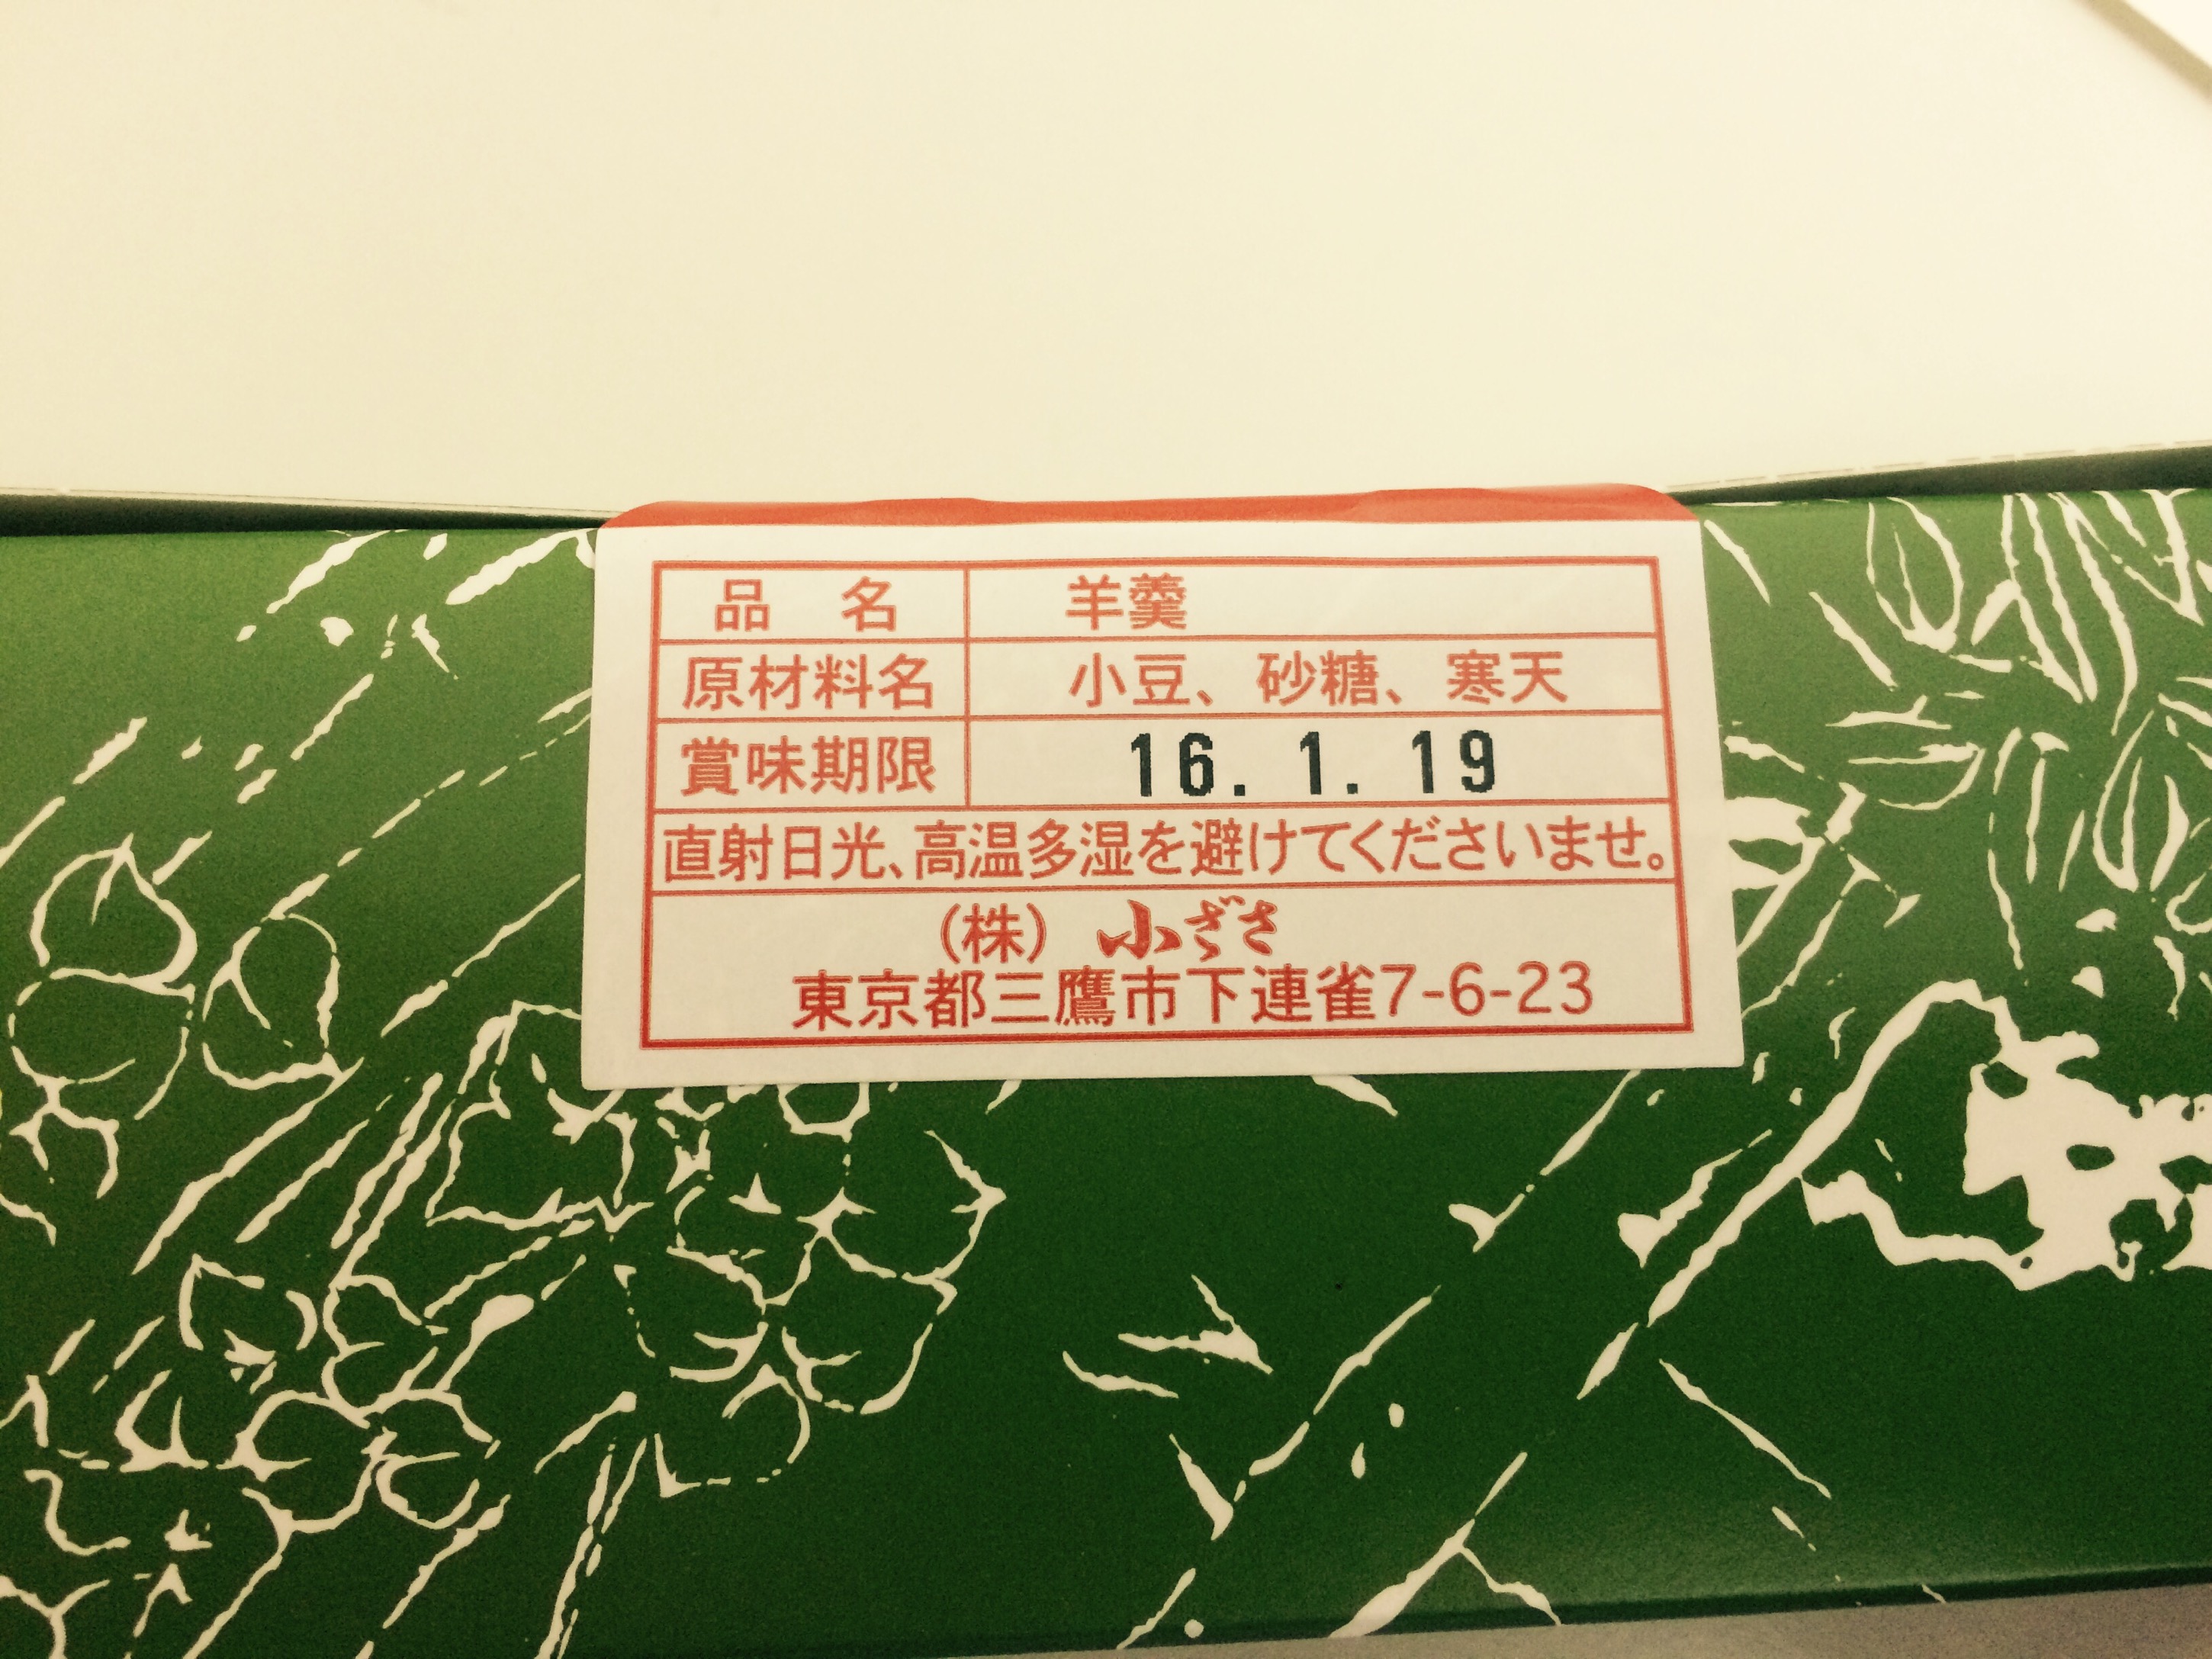 品 名 羊羹
原材料名 小豆、砂糖、寒天
賞味期限 16. 1. 19
直射日光、高温多湿を避けてくださいませ。
(株) 小ざさ
東京都三鷹市下連雀7-6-23